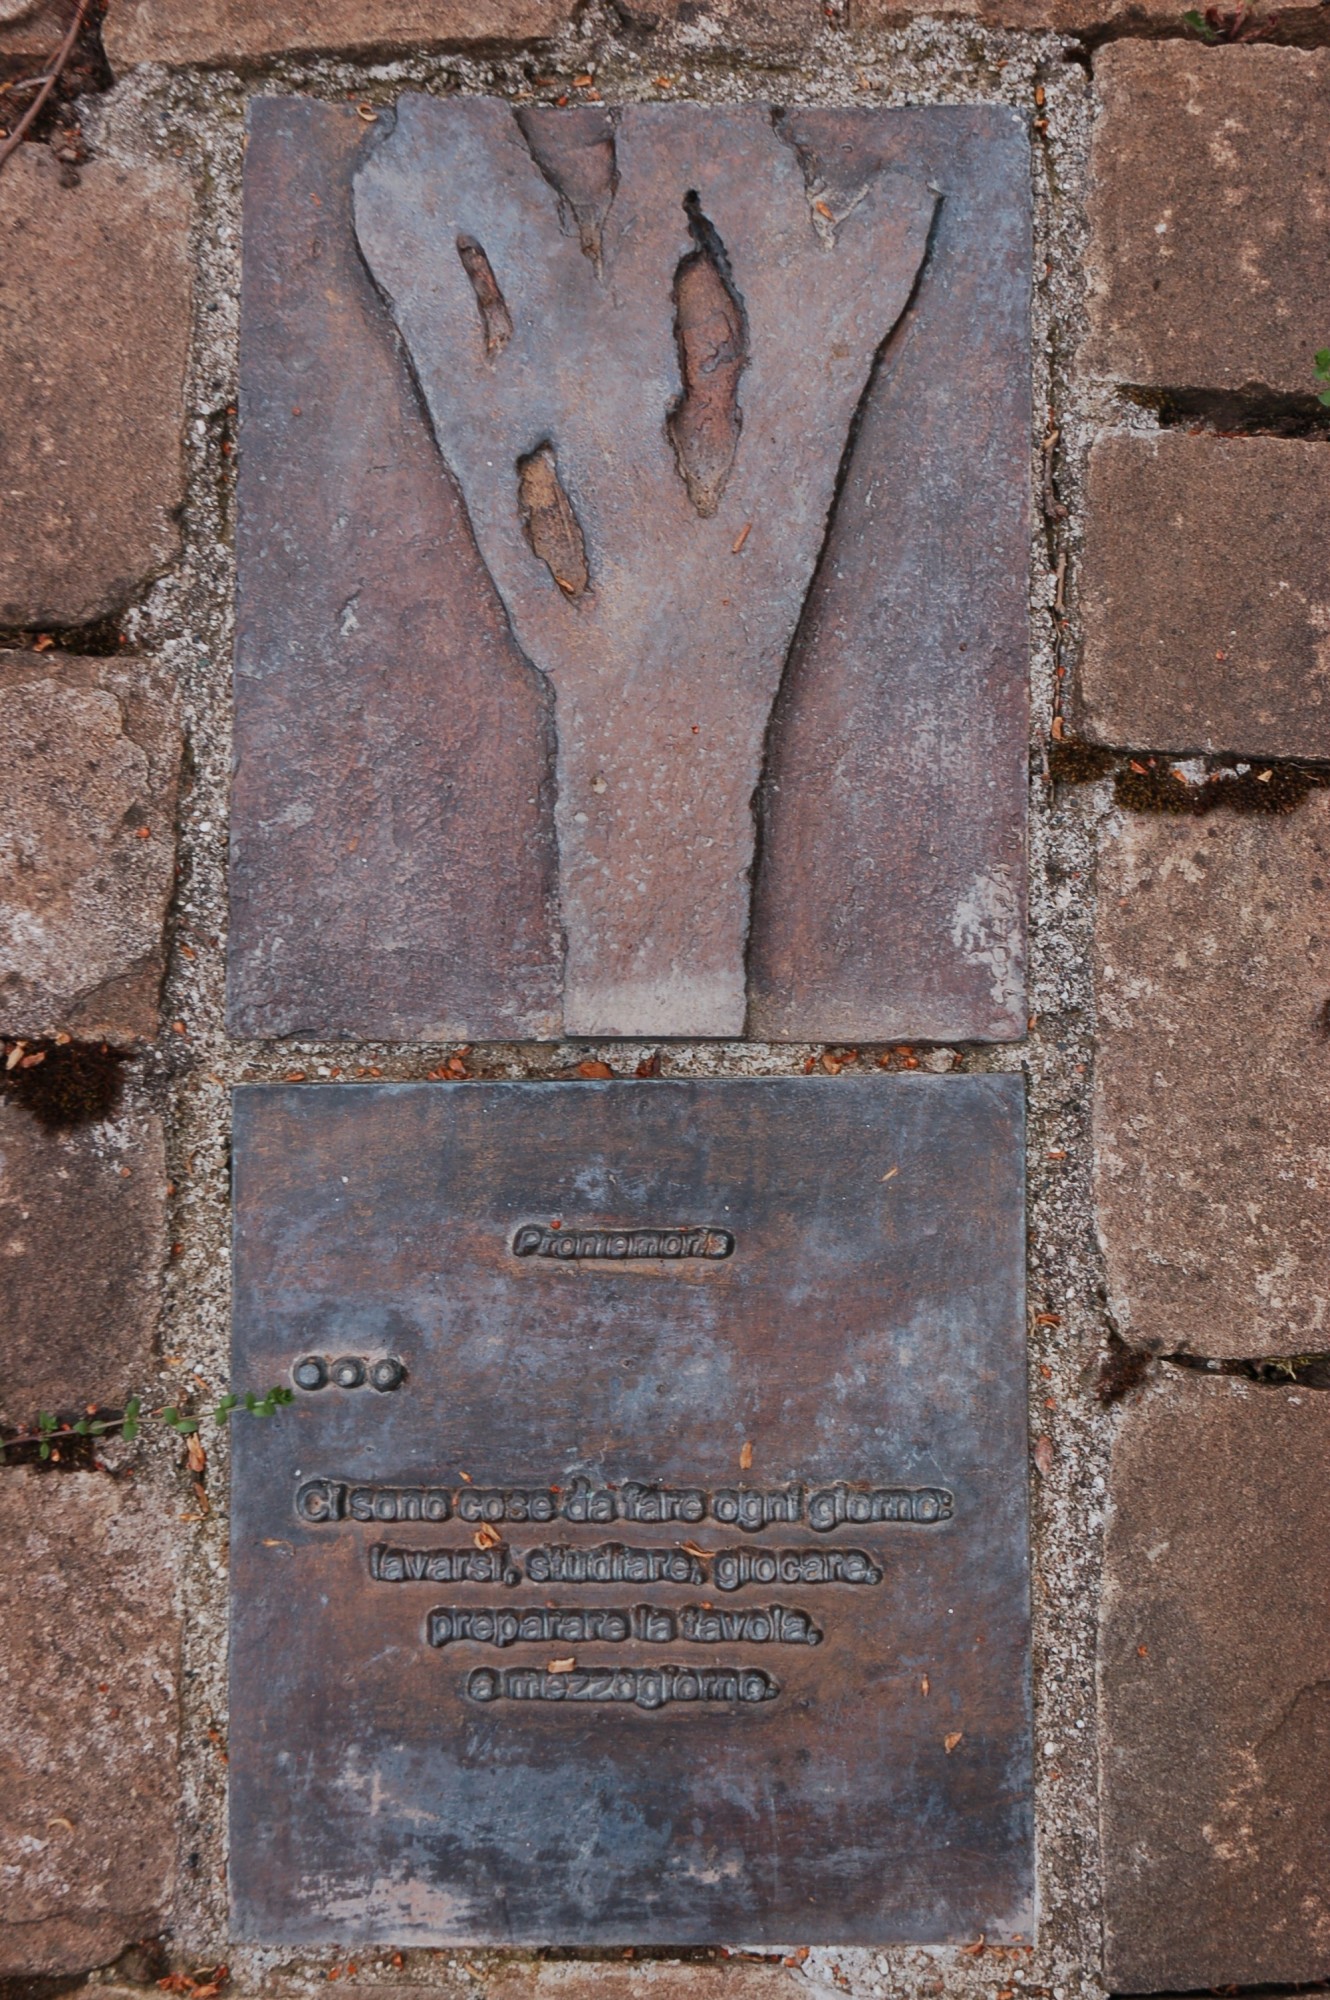 Promemoria
...
Ci sono cose da fare ogni giorno:
lavarsi, studiare, giocare,
preparare la tavola,
a mezzogiorno.